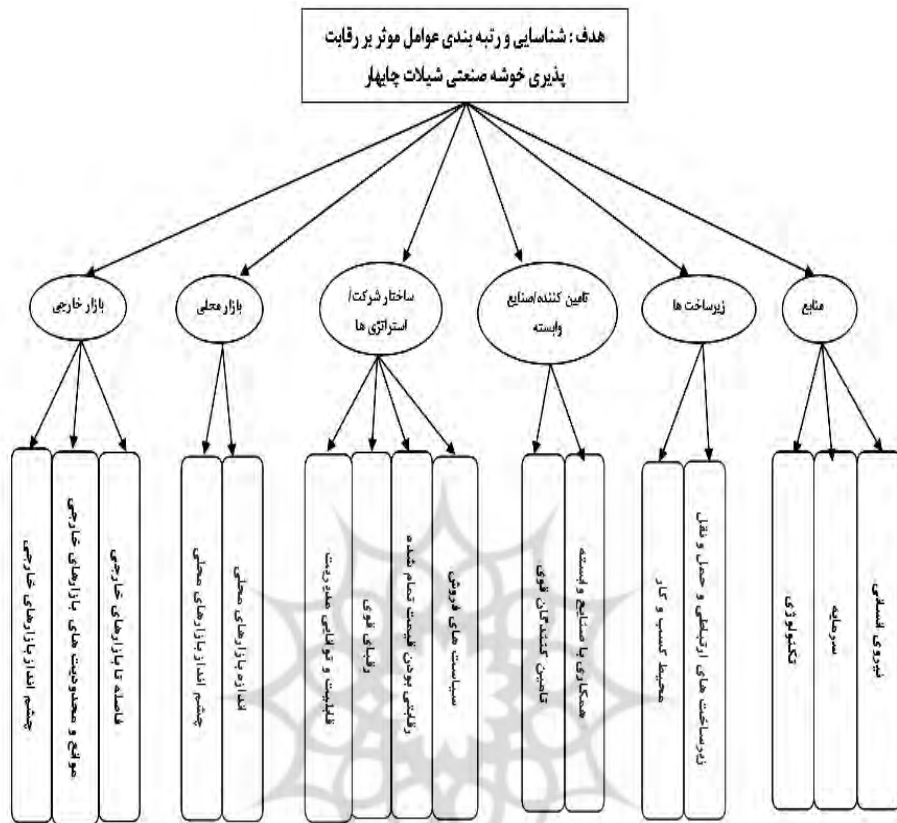 هدف : شناسایی و رتبه بندی عوامل موثر بر رقابت
پذیری خوشه صنعتی شیلات چابهار
منابع
زیرساخت ها
تامین کننده/صنایع
وابسته
ساختار شرکت/
استراتژی ها
بازار محلی
بازار خارجی
نیروی انسانی
سرمایه
تکنولوژی
زیرساخت های ارتباطی و حمل و نقل
محیط کسب و کار
همکاری با صنایع وابسته
تامین کنندگان قوی
سیاست های فروش
رقابتی بودن قیمت تمام شده
رقبای قوی
قابلیت و توانایی مدیریت
اندازه بازارهای محلی
چشم انداز بازارهای محلی
فاصله تا بازارهای خارجی
موانع و محدودیت های بازارهای خارجی
چشم انداز بازارهای خارجی